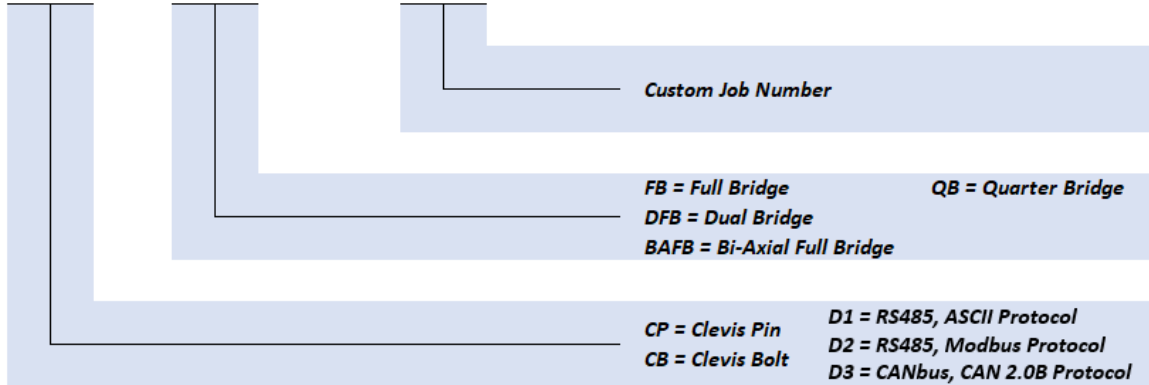 Custom Job Number
FB = Full Bridge QB = Quarter Bridge
DFB = Dual Bridge
BAFB = Bi-Axial Full Bridge
CP = Clevis Pin D1 = RS485, ASCII Protocol
CB = Clevis Bolt D2 = RS485, Modbus Protocol
D3 = CANbus, CAN 2.0B Protocol